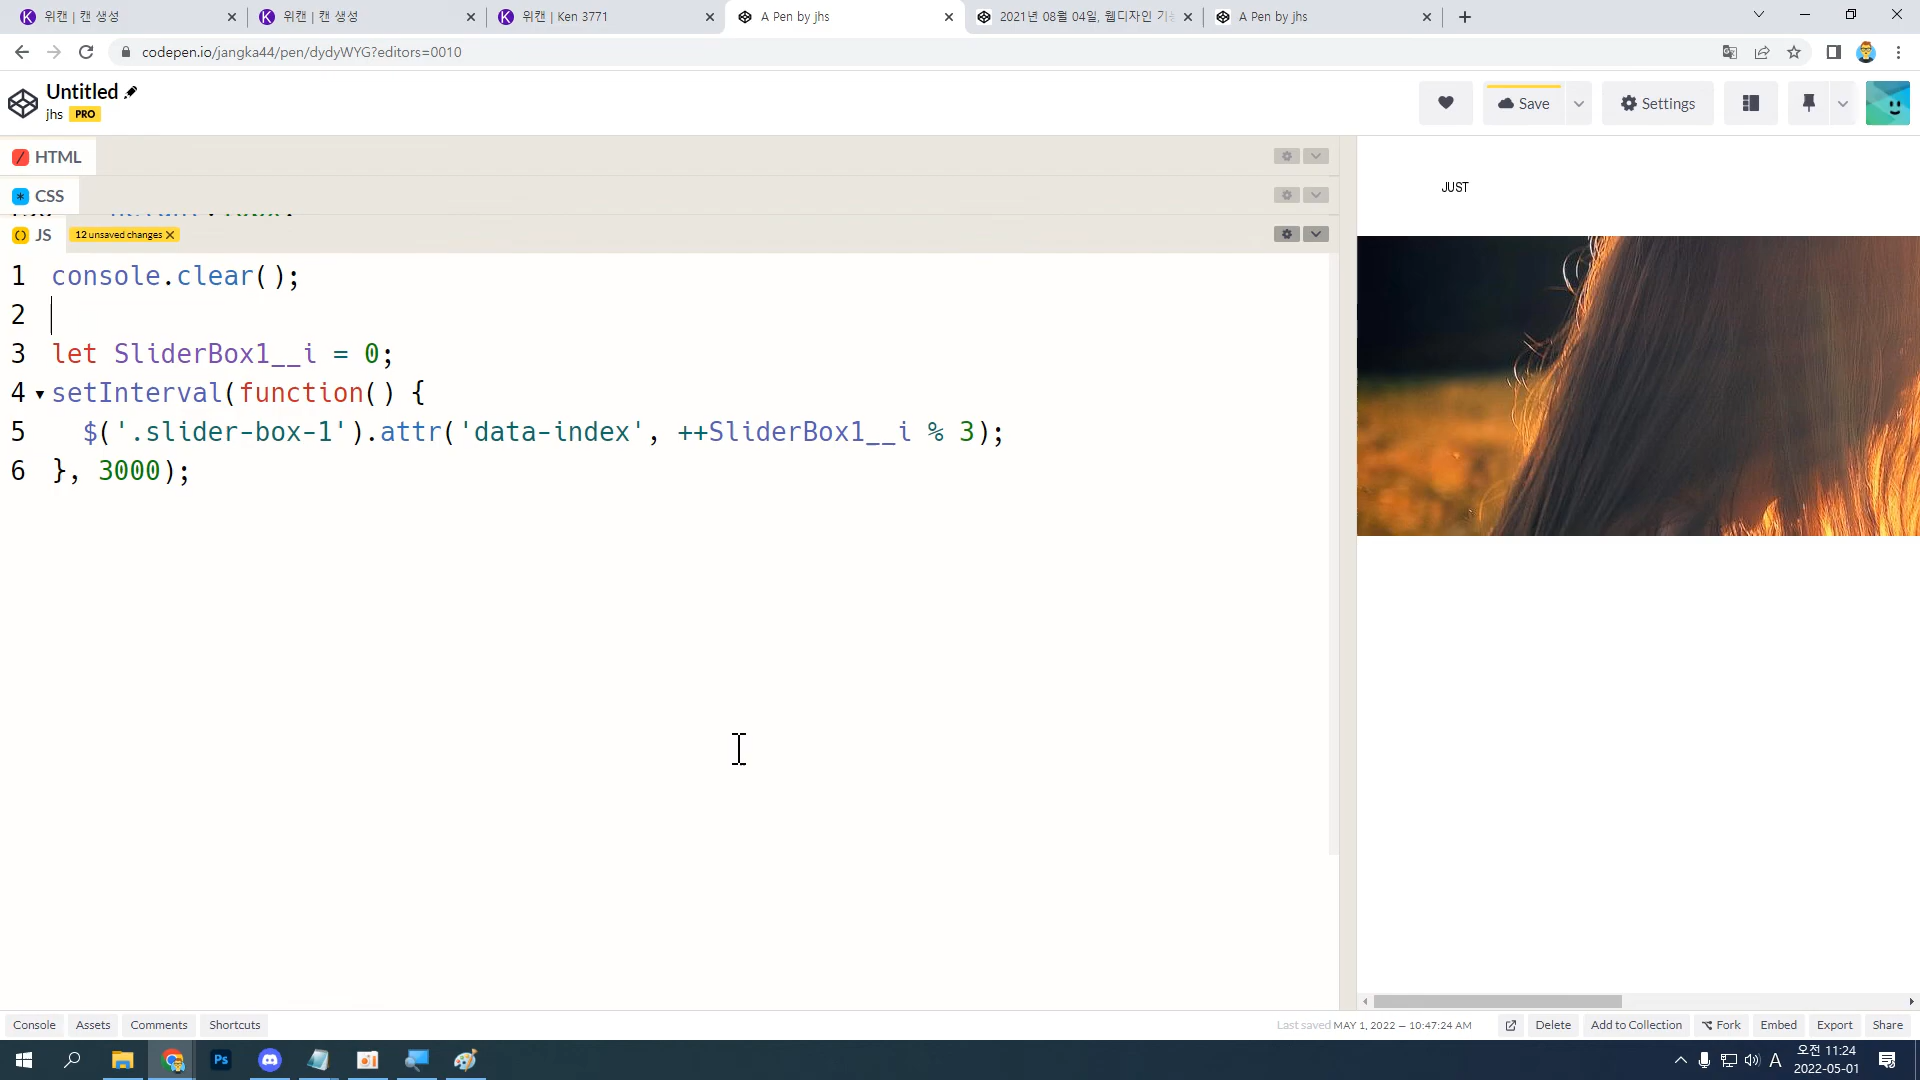 위캔 | 캔 생성
위캔 | 캔 생성
위캔 | Ken 3771
A Pen by jhs
2021년 08월 04일, 웹디자인 기
A Pen by jhs
codepen.io/jangka44/pen/dydyWYG?editors=0010
Untitled
jhs PRO
Save
Settings
HTML
CSS
JS
12 unsaved changes
JUST
1 console.clear();
2
3 let SliderBox1__i = 0;
4 setInterval(function() {
5 $('.slider-box-1').attr('data-index', ++SliderBox1__i % 3);
6 }, 3000);
Console
Assets
Comments
Shortcuts
Last saved MAY 1, 2022 — 10:47:24 AM
Delete
Add to Collection
Fork
Embed
Export
Share
Ps
A
오전 11:24
2022-05-01